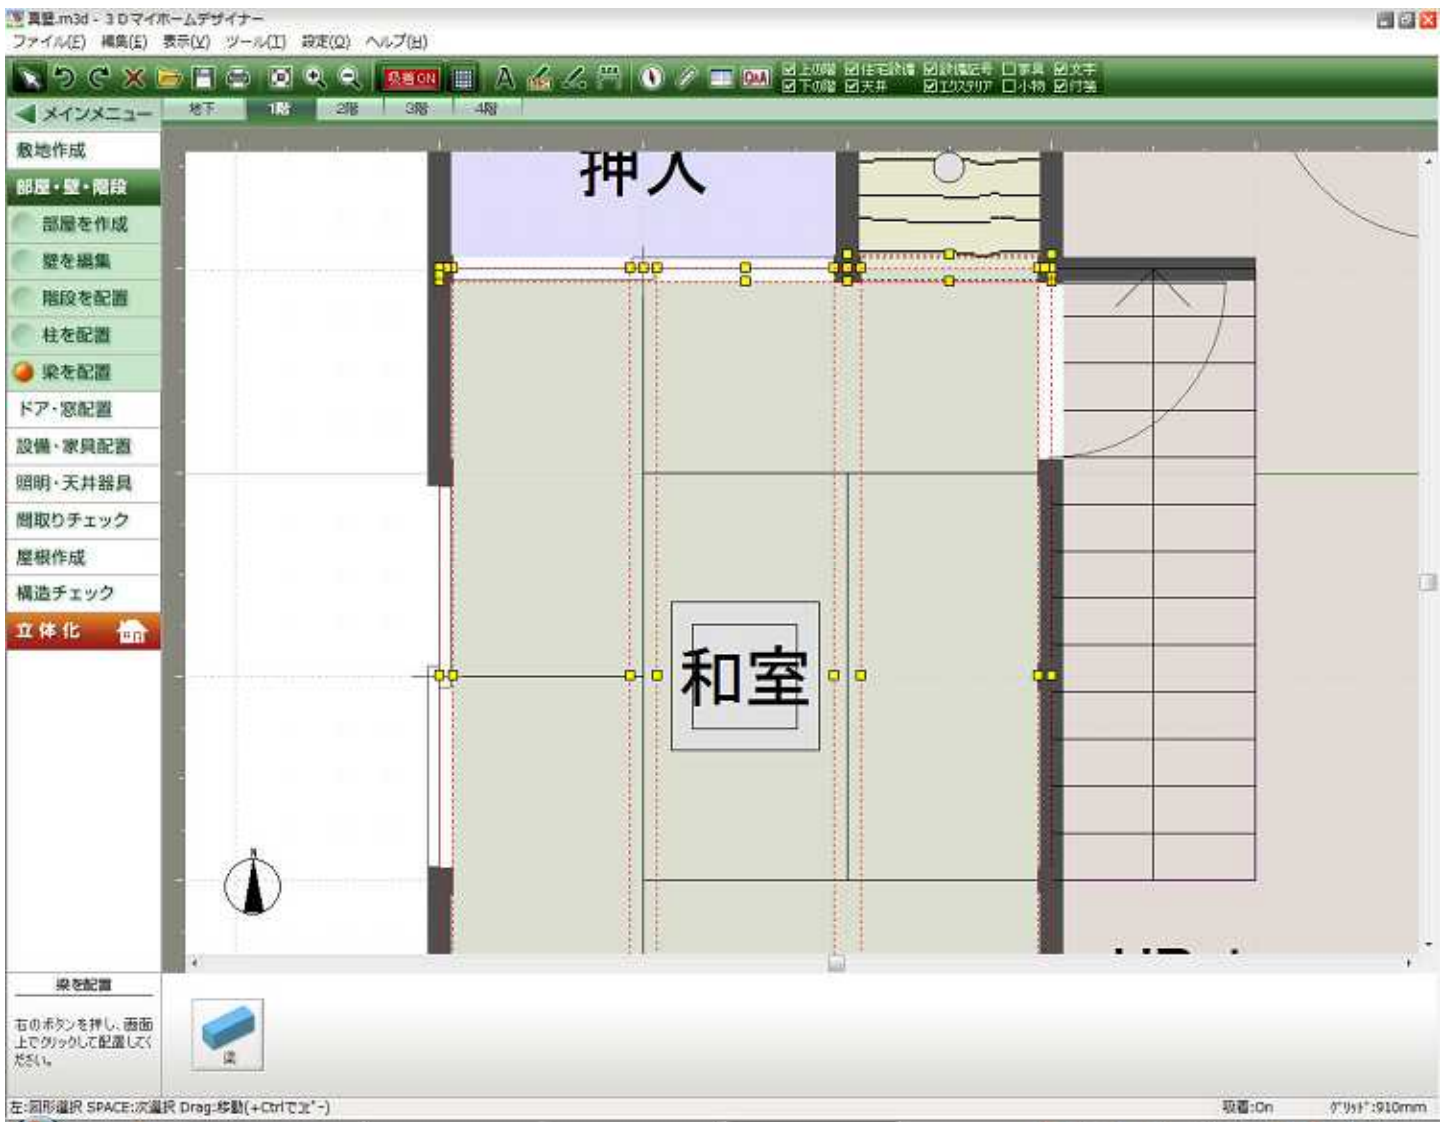 真壁.m3d - 3Dマイホームデザイナー
ファイル(F) 編集(E) 表示(V) ツール(T) 設定(O) ヘルプ(H)
吸着ON A Q&A
上の階 住宅設備 設備記号 家具 文字
下の階 天井 エクステリア 小物 付箋
メインメニュー
地下 1階 2階 3階 4階
敷地作成
部屋・壁・階段
部屋を作成
壁を編集
階段を配置
柱を配置
梁を配置
ドア・窓配置
設備・家具配置
照明・天井器具
間取りチェック
屋根作成
構造チェック
立体化
押入
和室
N
梁を配置
右のボタンを押し、画面
上でクリックして配置してく
ださい。
梁
左:図形選択 SPACE:次選択 Drag:移動(+Ctrlでコピー)
吸着:On グリッド:910mm